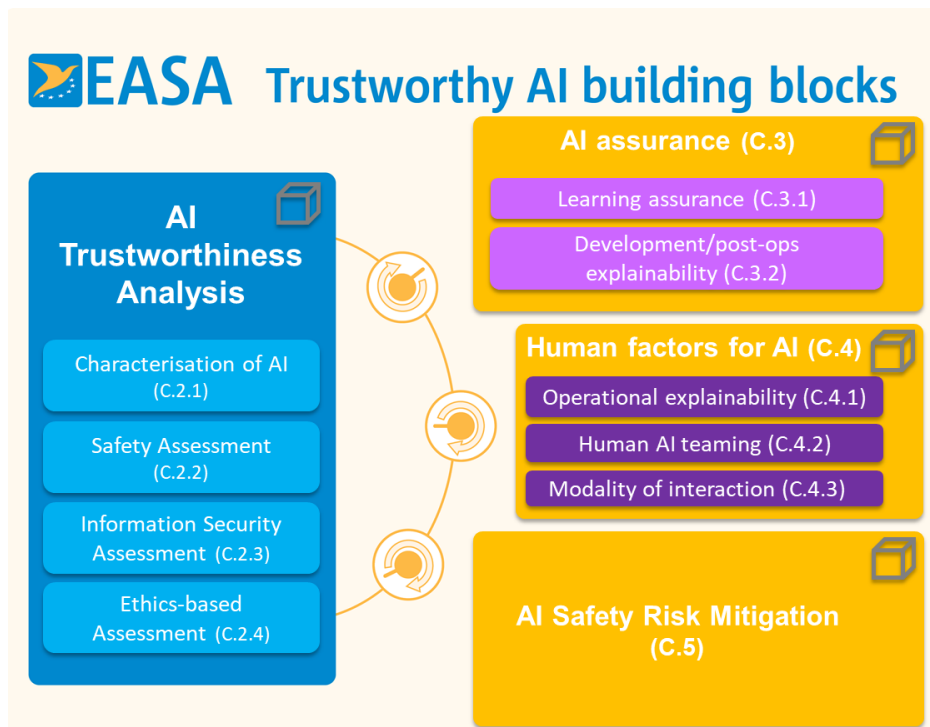 EASA Trustworthy AI building blocks
AI
Trustworthiness
Analysis
Characterisation of AI
(C.2.1)
Safety Assessment
(C.2.2)
Information Security
Assessment (C.2.3)
Ethics-based
Assessment (C.2.4)
AI assurance (C.3)
Learning assurance (C.3.1)
Development/post-ops
explainability (C.3.2)
Human factors for AI (C.4)
Operational explainability (C.4.1)
Human AI teaming (C.4.2)
Modality of interaction (C.4.3)
AI Safety Risk Mitigation
(C.5)